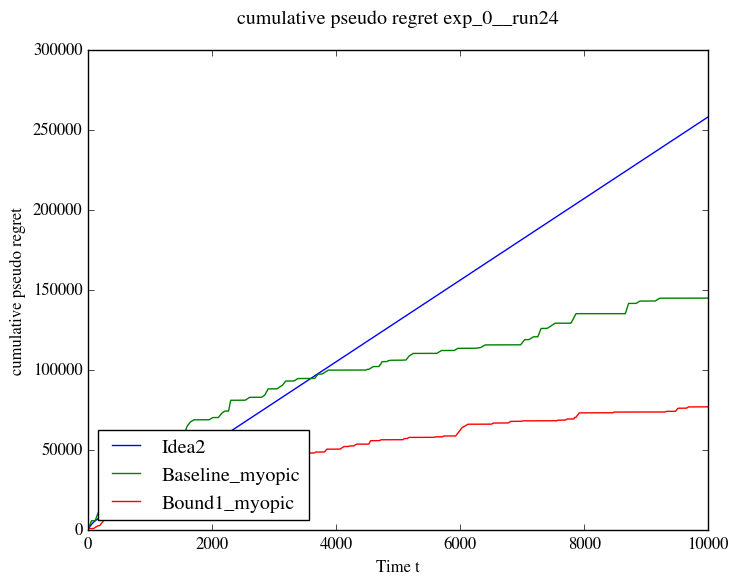 cumulative pseudo regret exp_0__run24
300000
250000
200000
150000
100000
50000
0
cumulative pseudo regret
Idea2
Baseline_myopic
Bound1_myopic
0 2000 4000 6000 8000 10000
Time t